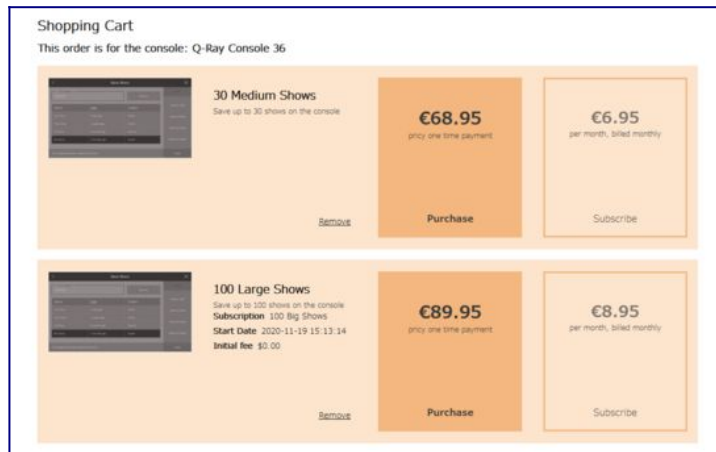 Shopping Cart
This order is for the console: Q-Ray Console 36
30 Medium Shows
Save up to 30 shows on the console
Remove
€68.95
pricy one time payment
Purchase
€6.95
per month, billed monthly
Subscribe
100 Large Shows
Save up to 100 shows on the console
Subscription 100 Big Shows
Start Date 2020-11-19 15:13:14
Initial fee $0.00
Remove
€89.95
pricy one time payment
Purchase
€8.95
per month, billed monthly
Subscribe